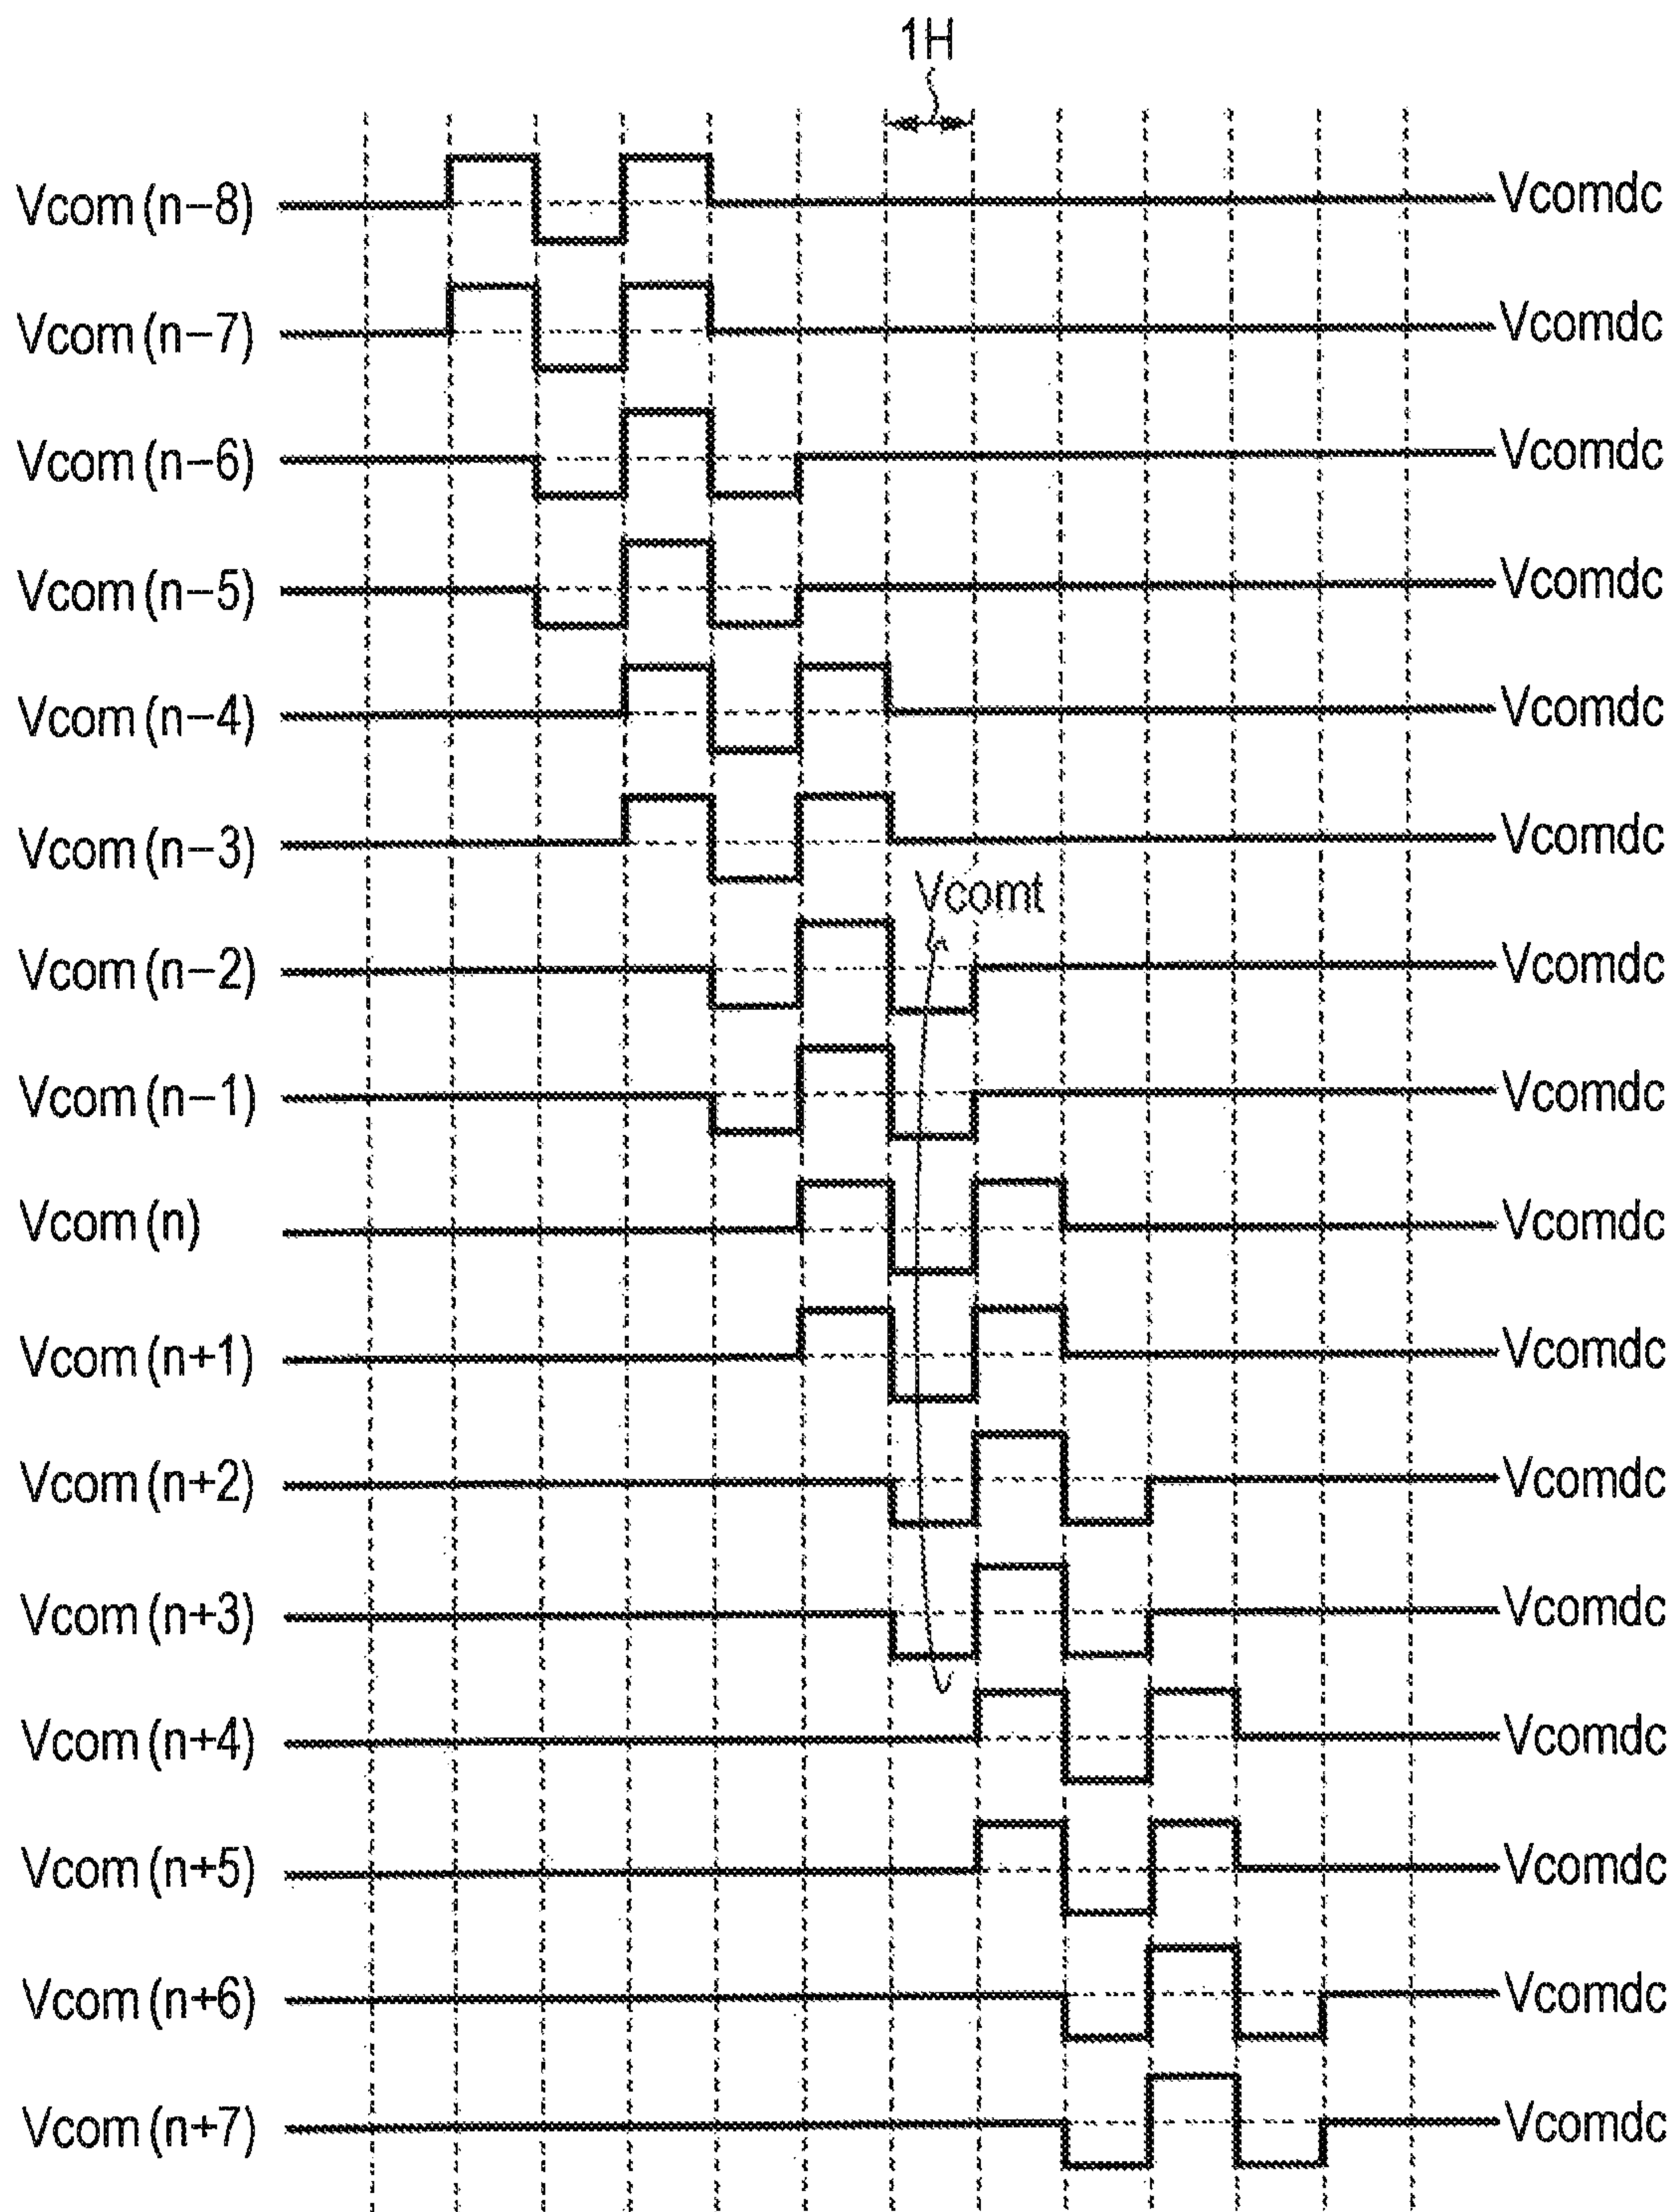 1H
Vcom(n-8) Vcomdc
Vcom(n-7) Vcomdc
Vcom(n-6) Vcomdc
Vcom(n-5) Vcomdc
Vcom(n-4) Vcomdc
Vcom(n-3) Vcomdc
Vcomt
Vcom(n-2) Vcomdc
Vcom(n-1) Vcomdc
Vcom(n) Vcomdc
Vcom(n+1) Vcomdc
Vcom(n+2) Vcomdc
Vcom(n+3) Vcomdc
Vcom(n+4) Vcomdc
Vcom(n+5) Vcomdc
Vcom(n+6) Vcomdc
Vcom(n+7) Vcomdc